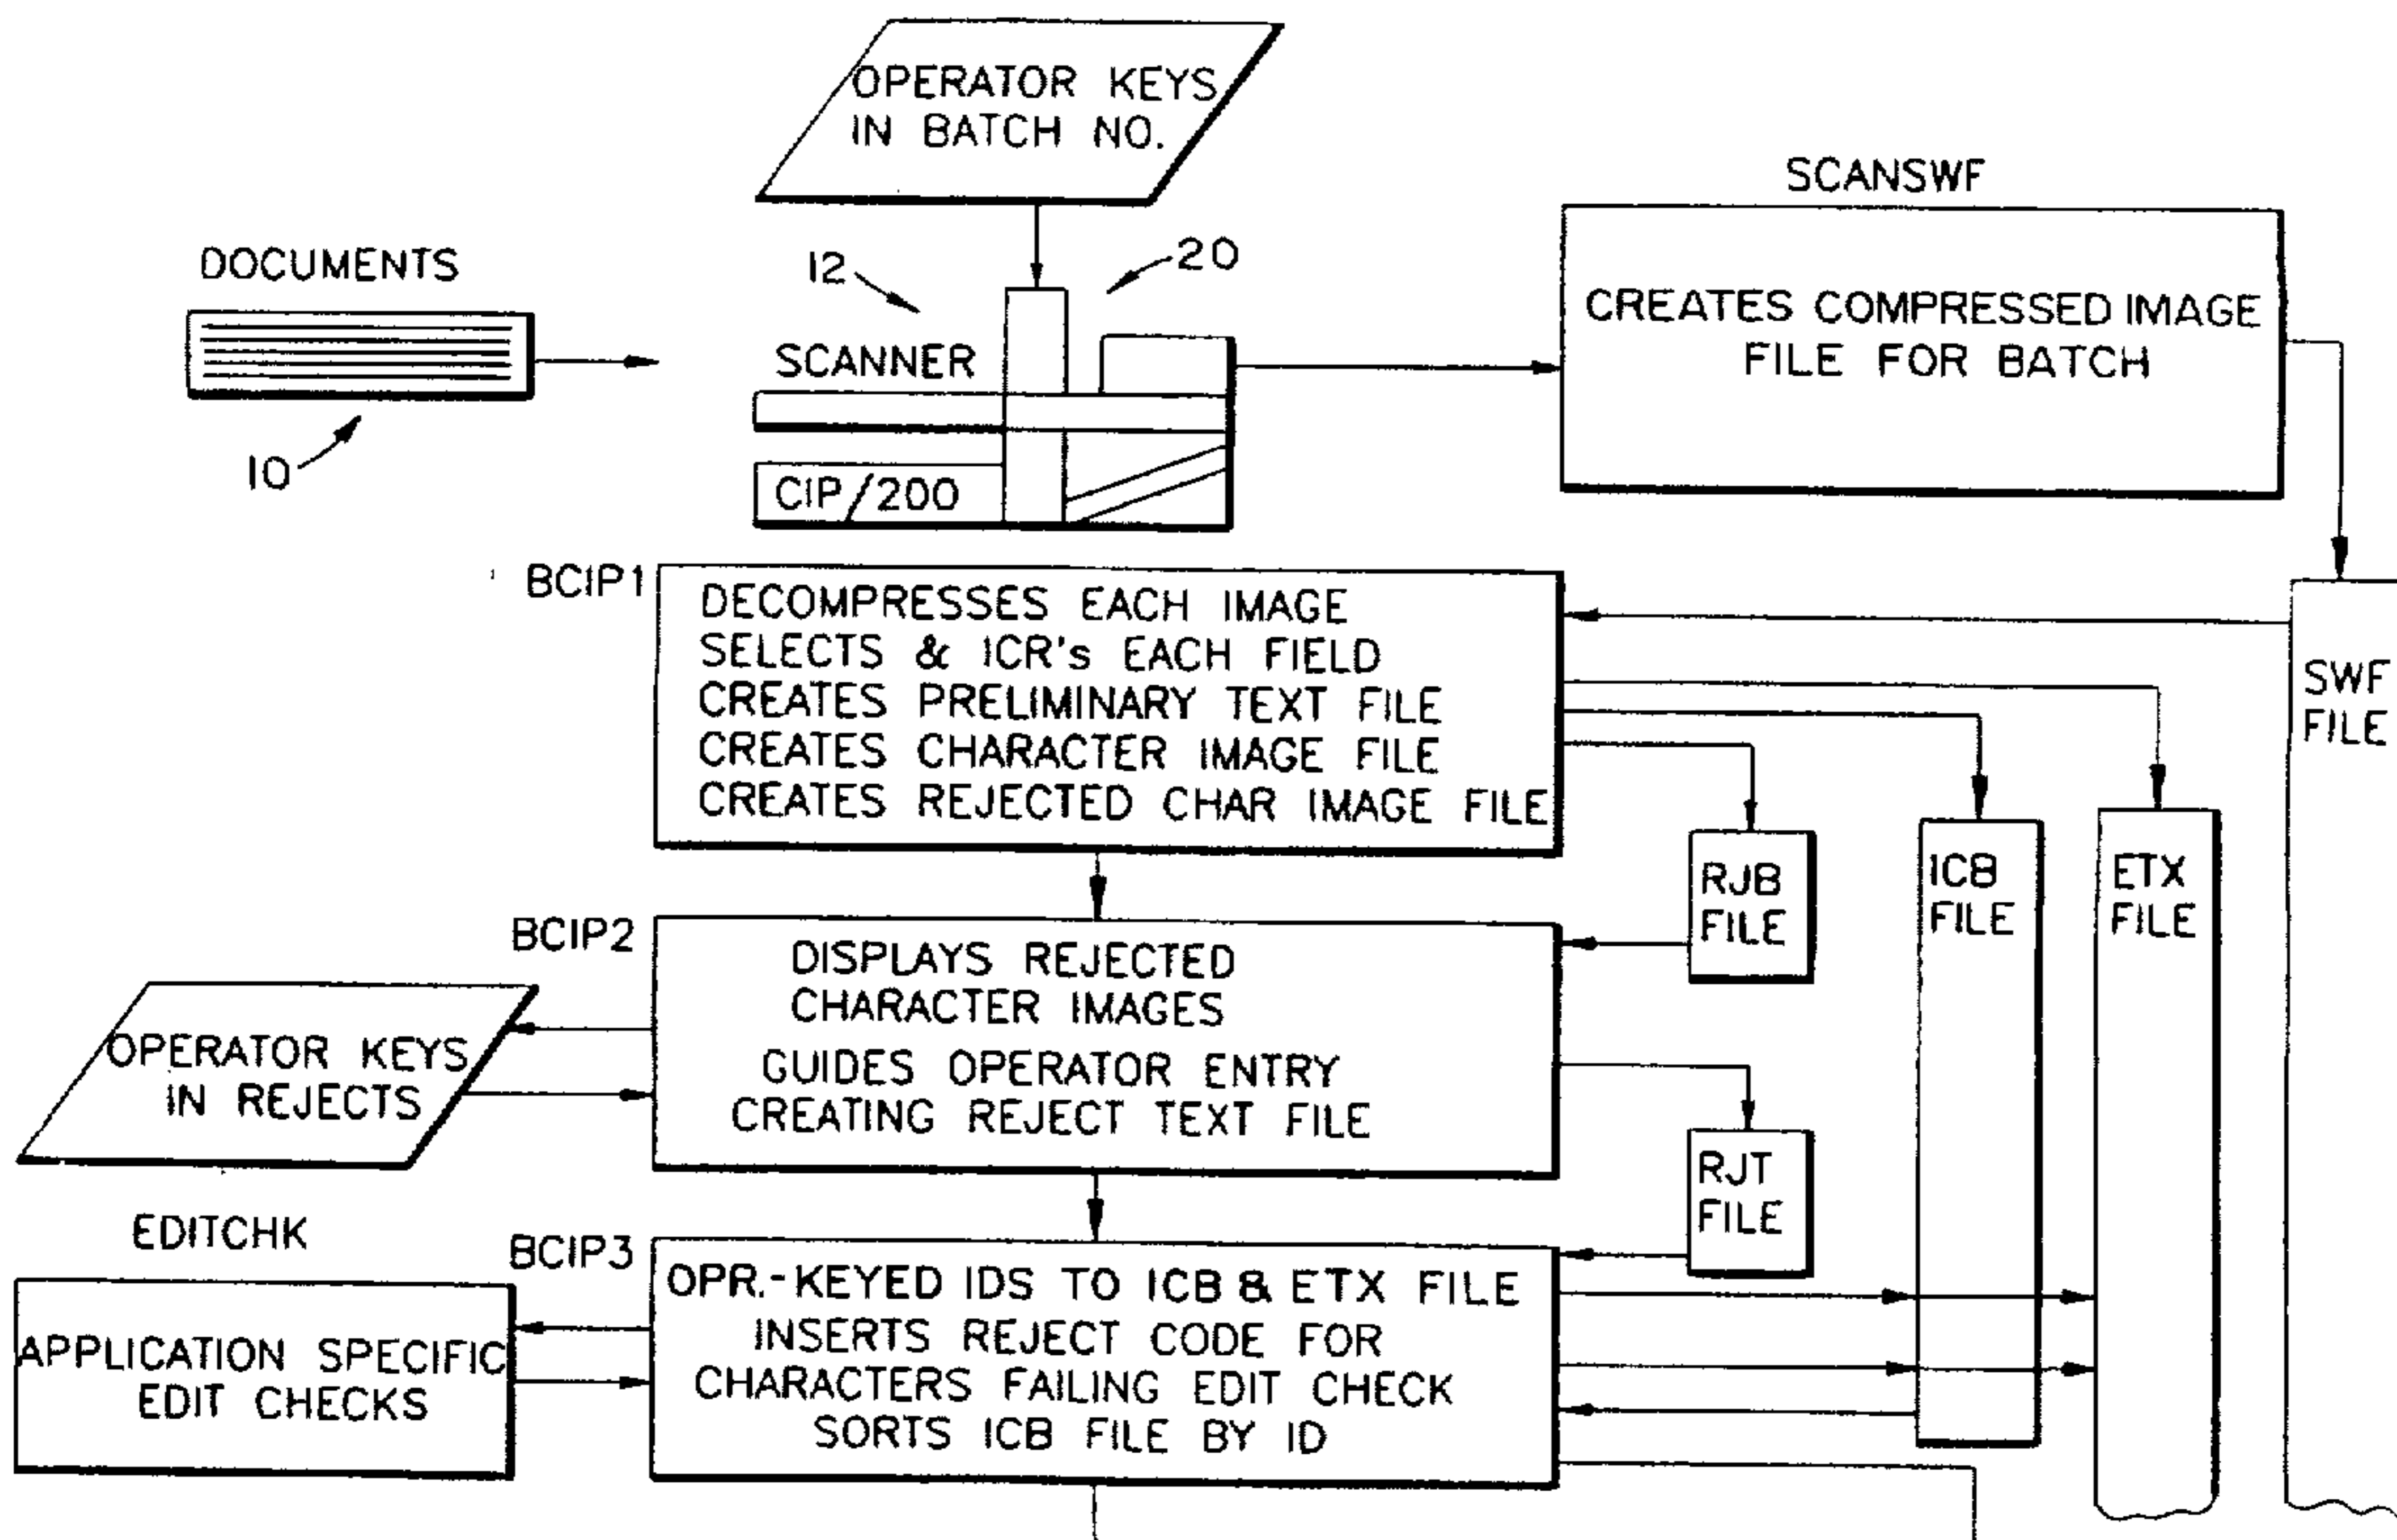 OPERATOR KEYS
IN BATCH NO.
SCANSWF
DOCUMENTS
12
20
CREATES COMPRESSED IMAGE
FILE FOR BATCH
SCANNER
10
CIP/200
BCIP1
DECOMPRESSES EACH IMAGE
SELECTS & ICR's EACH FIELD
CREATES PRELIMINARY TEXT FILE
CREATES CHARACTER IMAGE FILE
CREATES REJECTED CHAR IMAGE FILE
SWF
FILE
RJB
FILE
ICB
FILE
ETX
FILE
BCIP2
DISPLAYS REJECTED
CHARACTER IMAGES
GUIDES OPERATOR ENTRY
CREATING REJECT TEXT FILE
OPERATOR KEYS
IN REJECTS
RJT
FILE
EDITCHK
BCIP3
OPR.-KEYED IDS TO ICB & ETX FILE
INSERTS REJECT CODE FOR
CHARACTERS FAILING EDIT CHECK
SORTS ICB FILE BY ID
APPLICATION SPECIFIC
EDIT CHECKS